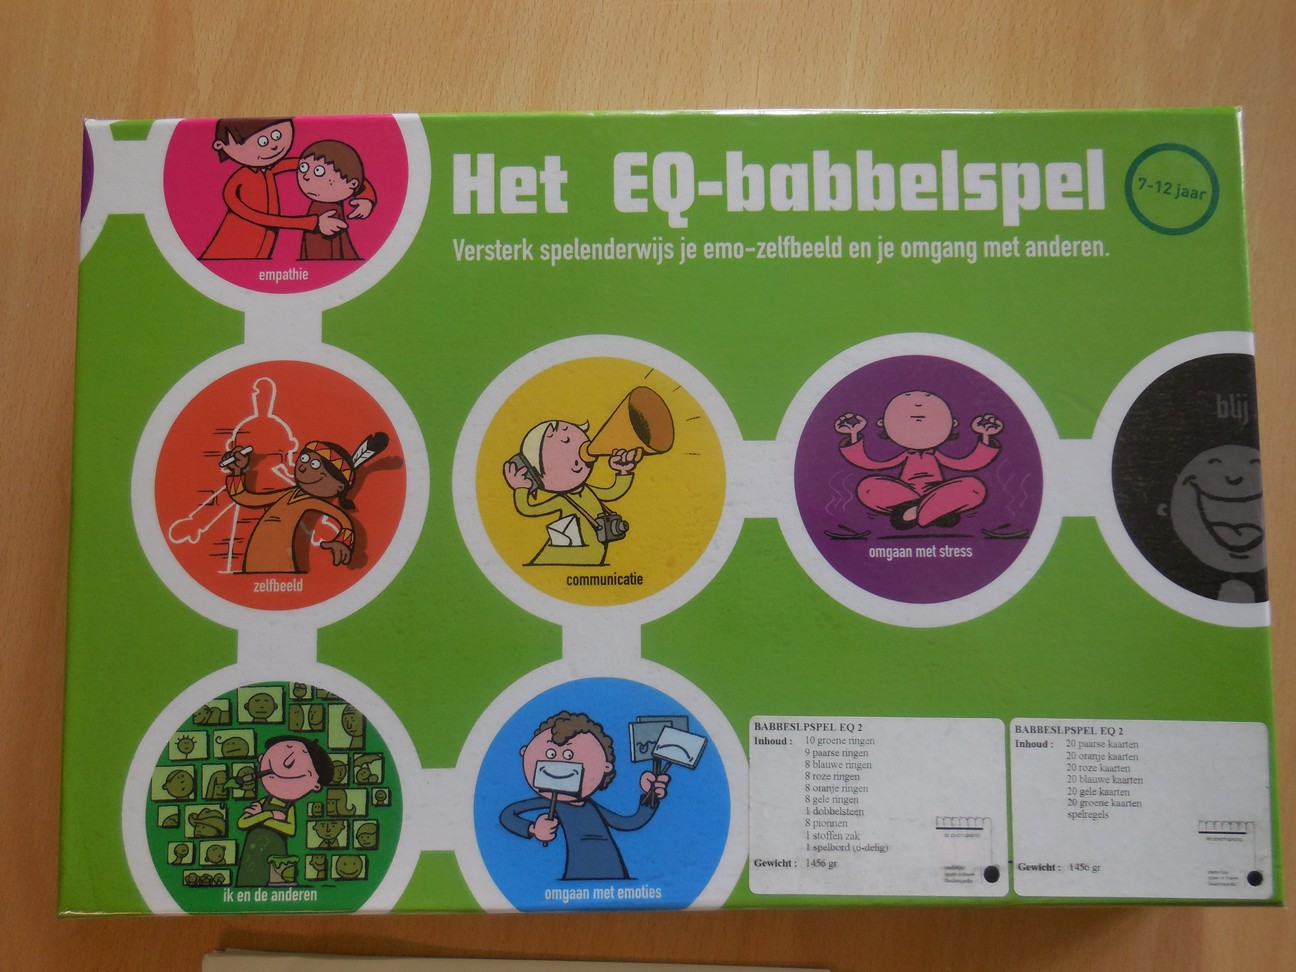 Het EQ-babbelspel
7-12 jaar
Versterk spelenderwijs je emo-zelfbeeld en je omgang met anderen.
empathie
zelfbeeld
communicatie
omgaan met stress
blij
ik en de anderen
omgaan met emoties
BABBESLPSPEL EQ 2
Inhoud : 10 groene ringen
9 paarse ringen
8 blauwe ringen
8 roze ringen
8 oranje ringen
8 gele ringen
1 dobbelsteen
8 pionnen
1 stoffen zak
1 spelbord (6-delig)
Gewicht : 1456 gr
BABBESLPSPEL EQ 2
Inhoud : 20 paarse kaarten
20 oranje kaarten
20 roze kaarten
20 blauwe kaarten
20 gele kaarten
20 groene kaarten
spelregels
Gewicht : 1456 gr